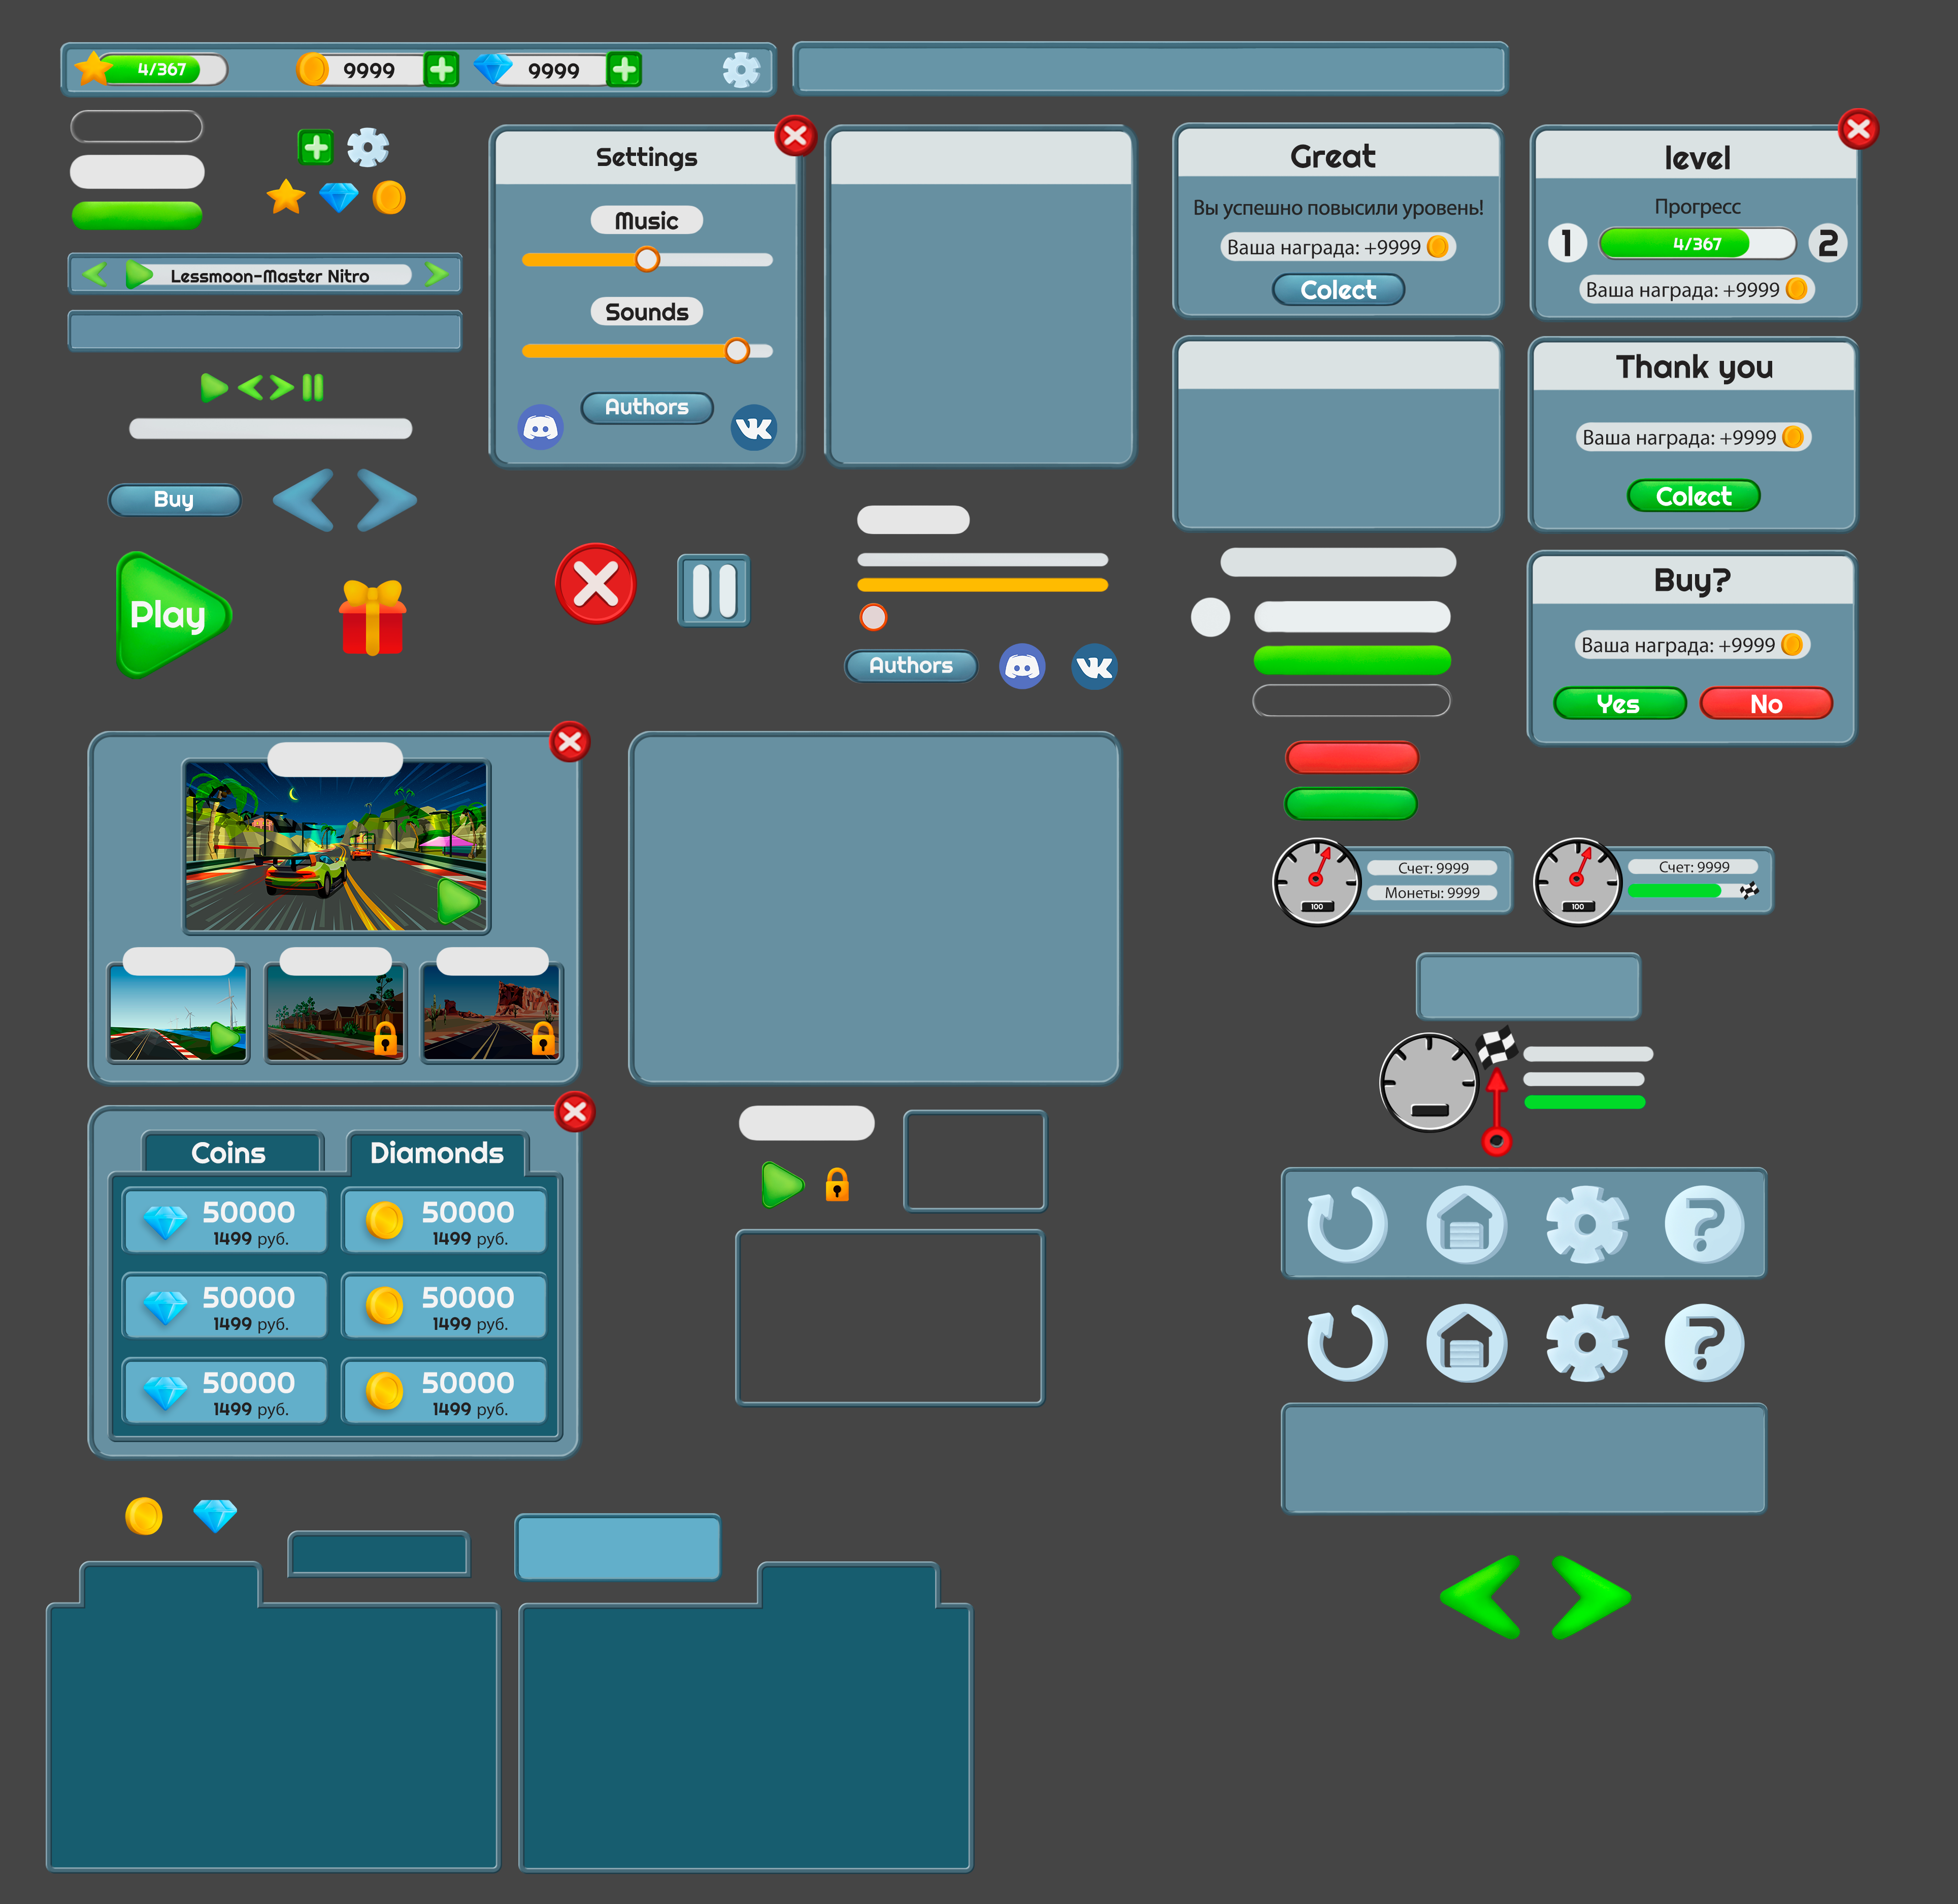 4/367
9999
9999
Settings
Music
Sounds
Authors
Great
Вы успешно повысили уровень!
Ваша награда: +9999
Colect
level
Прогресс
1
4/367
2
Ваша награда: +9999
Lessmoon-Master Nitro
Thank you
Ваша награда: +9999
Colect
Buy
Play
Authors
Buy?
Ваша награда: +9999
Yes
No
Счет: 9999
Монеты: 9999
100
Счет: 9999
100
Coins
Diamonds
50000
1499 руб.
50000
1499 руб.
50000
1499 руб.
50000
1499 руб.
50000
1499 руб.
50000
1499 руб.
?
?